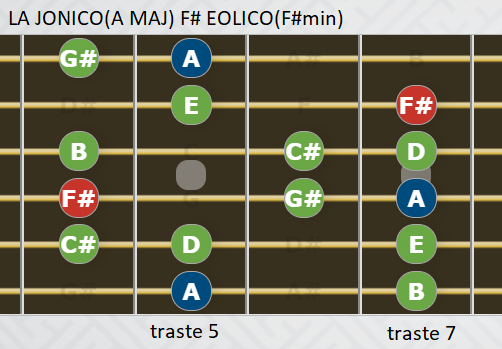 LA JONICO(A MAJ) F# EOLICO(F#min)
G# A
E F#
B C# D
F# G# A
C# D E
A B
traste 5 traste 7